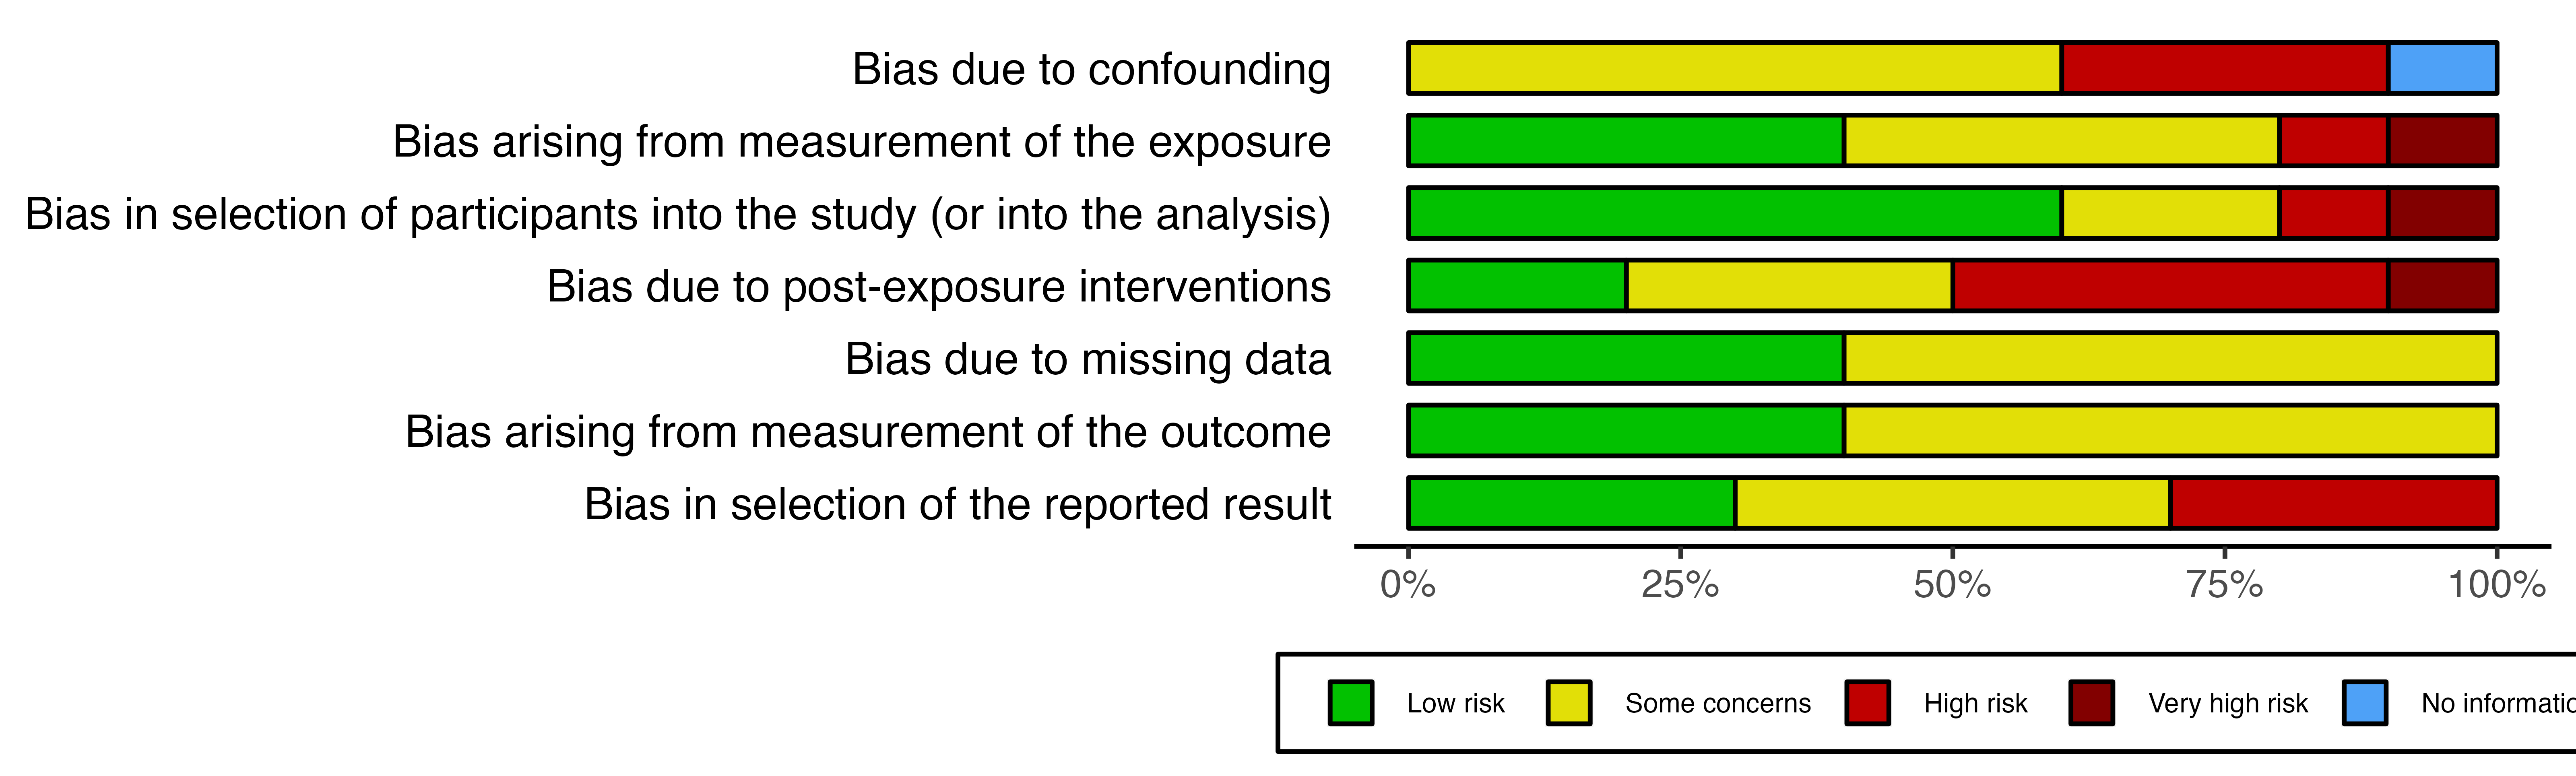 Bias due to confounding
Bias arising from measurement of the exposure
Bias in selection of participants into the study (or into the analysis)
Bias due to post-exposure interventions
Bias due to missing data
Bias arising from measurement of the outcome
Bias in selection of the reported result
0% 25% 50% 75% 100%
Low risk Some concerns High risk Very high risk No informatio